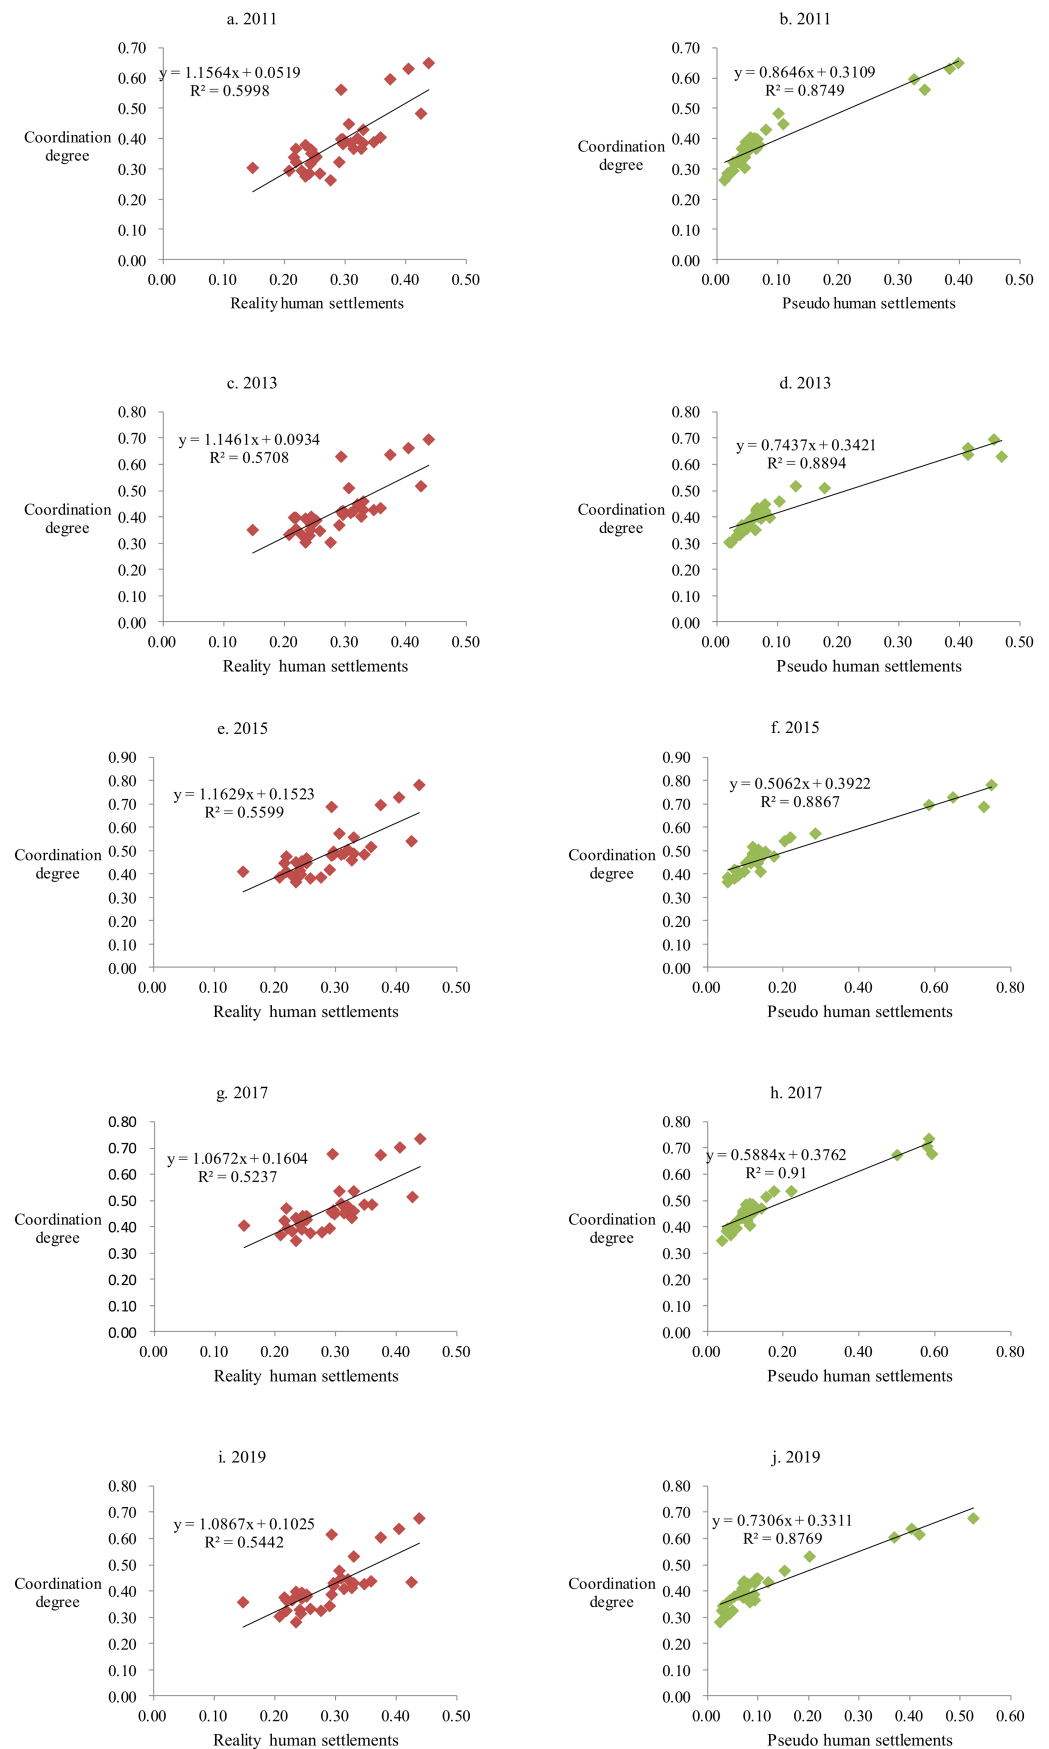 a. 2011
0.70
y = 1.1564x + 0.0519
R² = 0.5998
0.60
0.50
0.40
0.30
0.20
0.10
0.00
Coordination
degree
0.00 0.10 0.20 0.30 0.40 0.50
Reality human settlements
b. 2011
0.70
0.60
0.50
0.40
0.30
0.20
0.10
0.00
y = 0.8646x + 0.3109
R² = 0.8749
Coordination
degree
0.00 0.10 0.20 0.30 0.40 0.50
Pseudo human settlements
c. 2013
0.80
0.70
0.60
0.50
0.40
0.30
0.20
0.10
0.00
y = 1.1461x + 0.0934
R² = 0.5708
Coordination
degree
0.00 0.10 0.20 0.30 0.40 0.50
Reality human settlements
d. 2013
0.80
0.70
0.60
0.50
0.40
0.30
0.20
0.10
0.00
y = 0.7437x + 0.3421
R² = 0.8894
Coordination
degree
0.00 0.10 0.20 0.30 0.40 0.50
Pseudo human settlements
e. 2015
0.90
0.80
0.70
0.60
0.50
0.40
0.30
0.20
0.10
0.00
y = 1.1629x + 0.1523
R² = 0.5599
Coordination
degree
0.00 0.10 0.20 0.30 0.40 0.50
Reality human settlements
f. 2015
0.90
0.80
0.70
0.60
0.50
0.40
0.30
0.20
0.10
0.00
y = 0.5062x + 0.3922
R² = 0.8867
Coordination
degree
0.00 0.20 0.40 0.60 0.80
Pseudo human settlements
g. 2017
0.80
0.70
0.60
0.50
0.40
0.30
0.20
0.10
0.00
y = 1.0672x + 0.1604
R² = 0.5237
Coordination
degree
0.00 0.10 0.20 0.30 0.40 0.50
Reality human settlements
h. 2017
0.80
0.70
0.60
0.50
0.40
0.30
0.20
0.10
0.00
y = 0.5884x + 0.3762
R² = 0.91
Coordination
degree
0.00 0.20 0.40 0.60 0.80
Pseudo human settlements
i. 2019
0.80
0.70
0.60
0.50
0.40
0.30
0.20
0.10
0.00
y = 1.0867x + 0.1025
R² = 0.5442
Coordination
degree
0.00 0.10 0.20 0.30 0.40 0.50
Reality human settlements
j. 2019
0.80
0.70
0.60
0.50
0.40
0.30
0.20
0.10
0.00
y = 0.7306x + 0.3311
R² = 0.8769
Coordination
degree
0.00 0.10 0.20 0.30 0.40 0.50 0.60
Pseudo human settlements